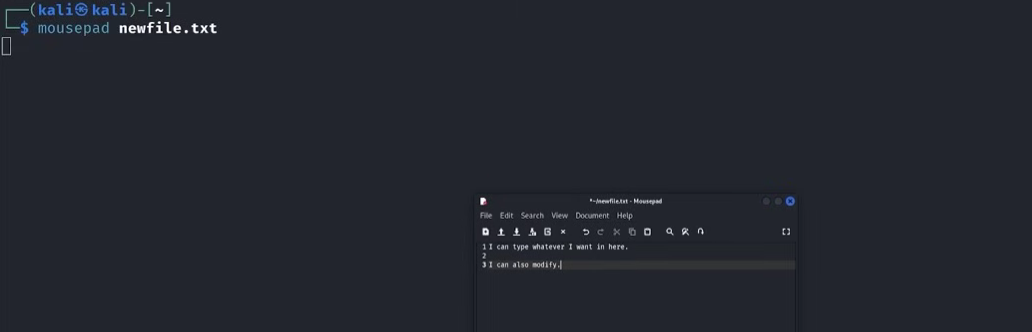 (kali㉿kali)-[~]
$ mousepad newfile.txt
*~/newfile.txt - Mousepad
File Edit Search View Document Help
1 I can type whatever I want in here.
2
3 I can also modify.